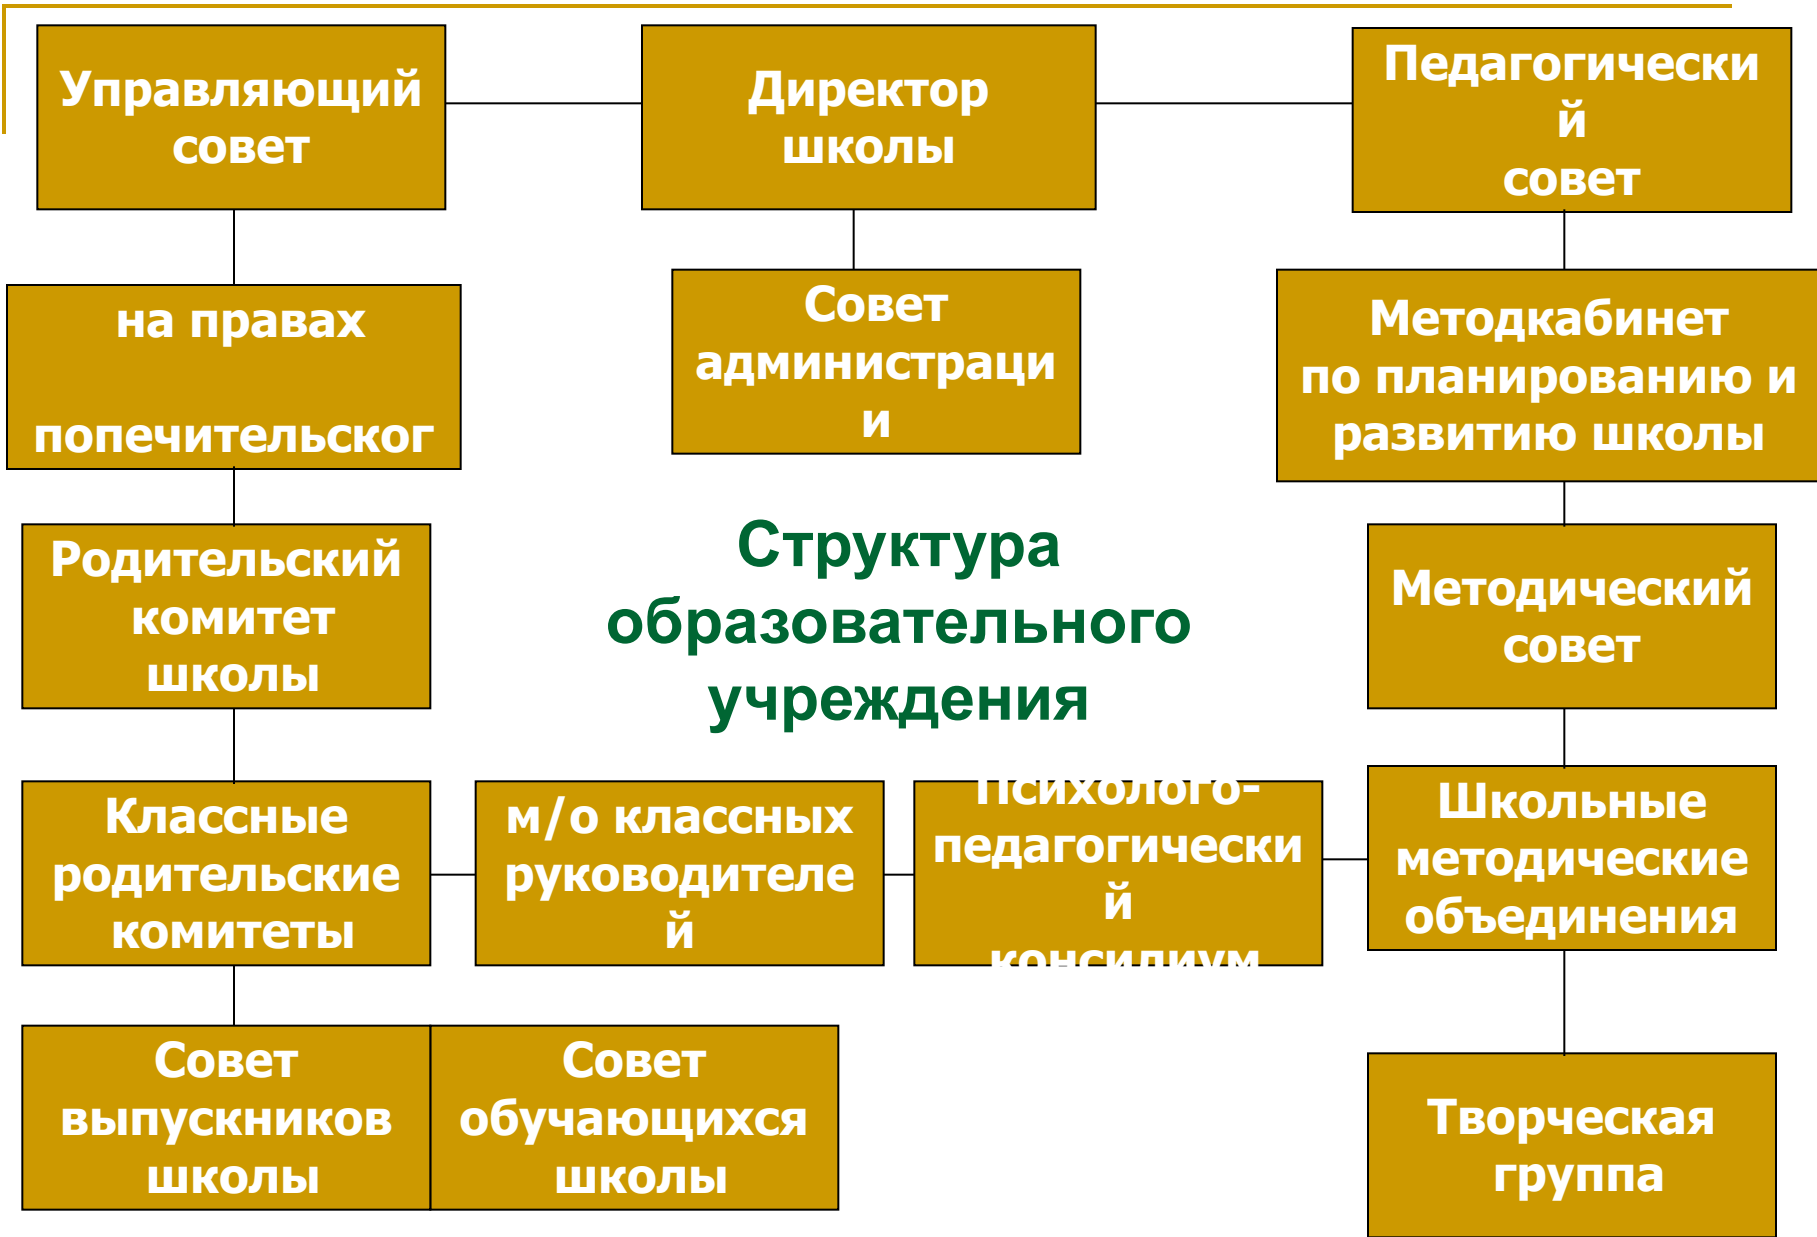 Управляющий
совет
Директор
школы
Педагогически
й
совет
на правах
попечительског
Совет
администраци
и
Методкабинет
по планированию и
развитию школы
Родительский
комитет
школы
Структура
образовательного
учреждения
Методический
совет
Классные
родительские
комитеты
м/о классных
руководителе
й
Психолого-
педагогически
й
консилиум
Школьные
методические
объединения
Совет
выпускников
школы
Совет
обучающихся
школы
Творческая
группа